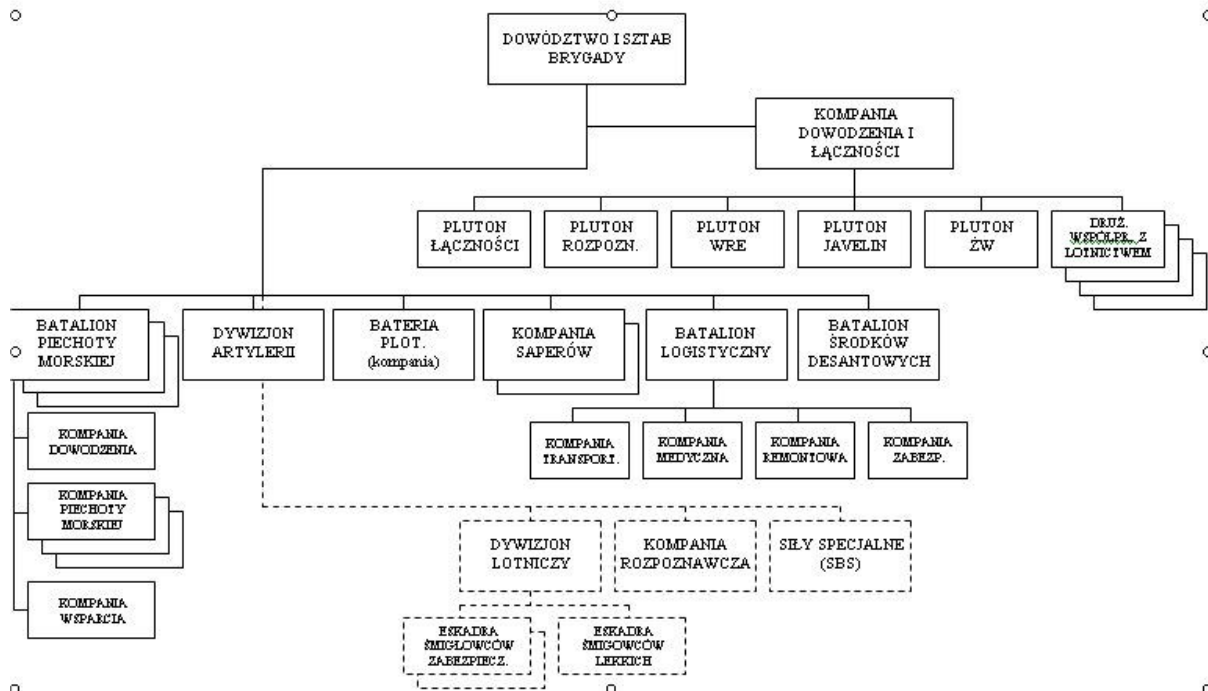 DOWÓDZTWO I SZTAB
BRYGADY
KOMPANIA
DOWODZENIA I
ŁĄCZNOŚCI
PLUTON
ŁĄCZNOŚCI
PLUTON
ROZPOZN.
PLUTON
WRE
PLUTON
JAVELIN
PLUTON
ŻW
DRUŻ.
WSPÓŁPR. Z
LOTNICTWEM
BATALION
PIECHOTY
MORSKIEJ
DYWIZJON
ARTYLERII
BATERIA
PLOT.
(kompania)
KOMPANIA
SAPERÓW
BATALION
LOGISTYCZNY
BATALION
ŚRODKÓW
DESANTOWYCH
KOMPANIA
DOWODZENIA
KOMPANIA
PIECHOTY
MORSKIEJ
KOMPANIA
WSPARCIA
KOMPANIA
TRANSPORT.
KOMPANIA
MEDYCZNA
KOMPANIA
REMONTOWA
KOMPANIA
ZABEZP.
DYWIZJON
LOTNICZY
KOMPANIA
ROZPOZNAWCZA
SIŁY SPECJALNE
(SBS)
ESKADRA
ŚMIGŁOWCÓW
ZABEZPIECZ.
ESKADRA
ŚMIGOWCÓW
LEKKICH